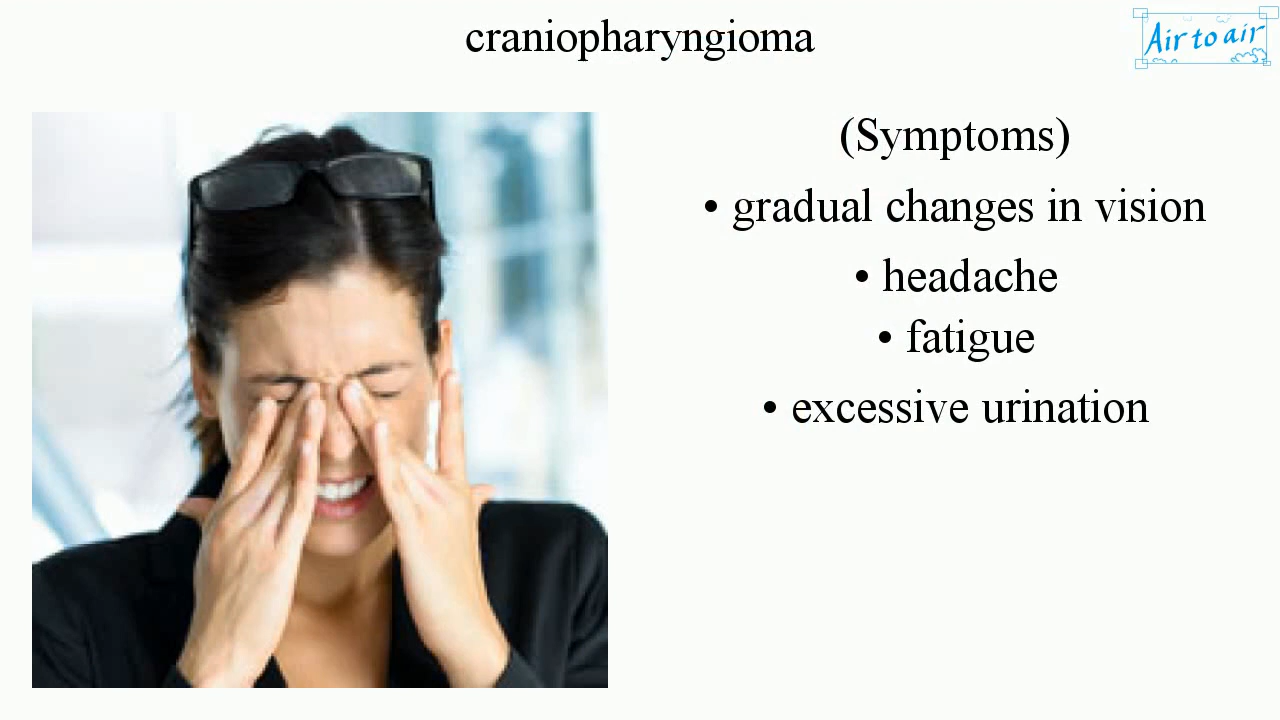 craniopharyngioma
Air to air
(Symptoms)
• gradual changes in vision
• headache
• fatigue
• excessive urination